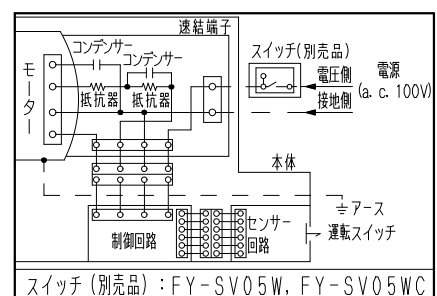 速結端子
コンデンサー
コンデンサー
スイッチ(別売品)
モーター
抵抗器
抵抗器
電圧側
接地側
電源
(a.c.100V)
本体
アース
制御回路
センサー
回路
運転スイッチ
スイッチ(別売品):FY-SV05W,FY-SV05WC